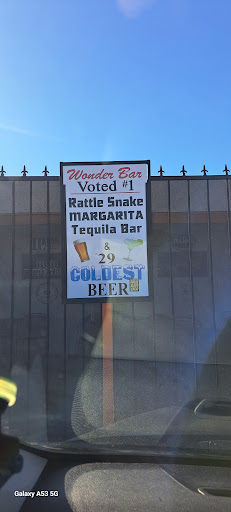 Wonder Bar
Voted #1
Rattle Snake
MARGARITA
Tequila Bar
&
29
COLDEST
BEER
Galaxy A53 5G